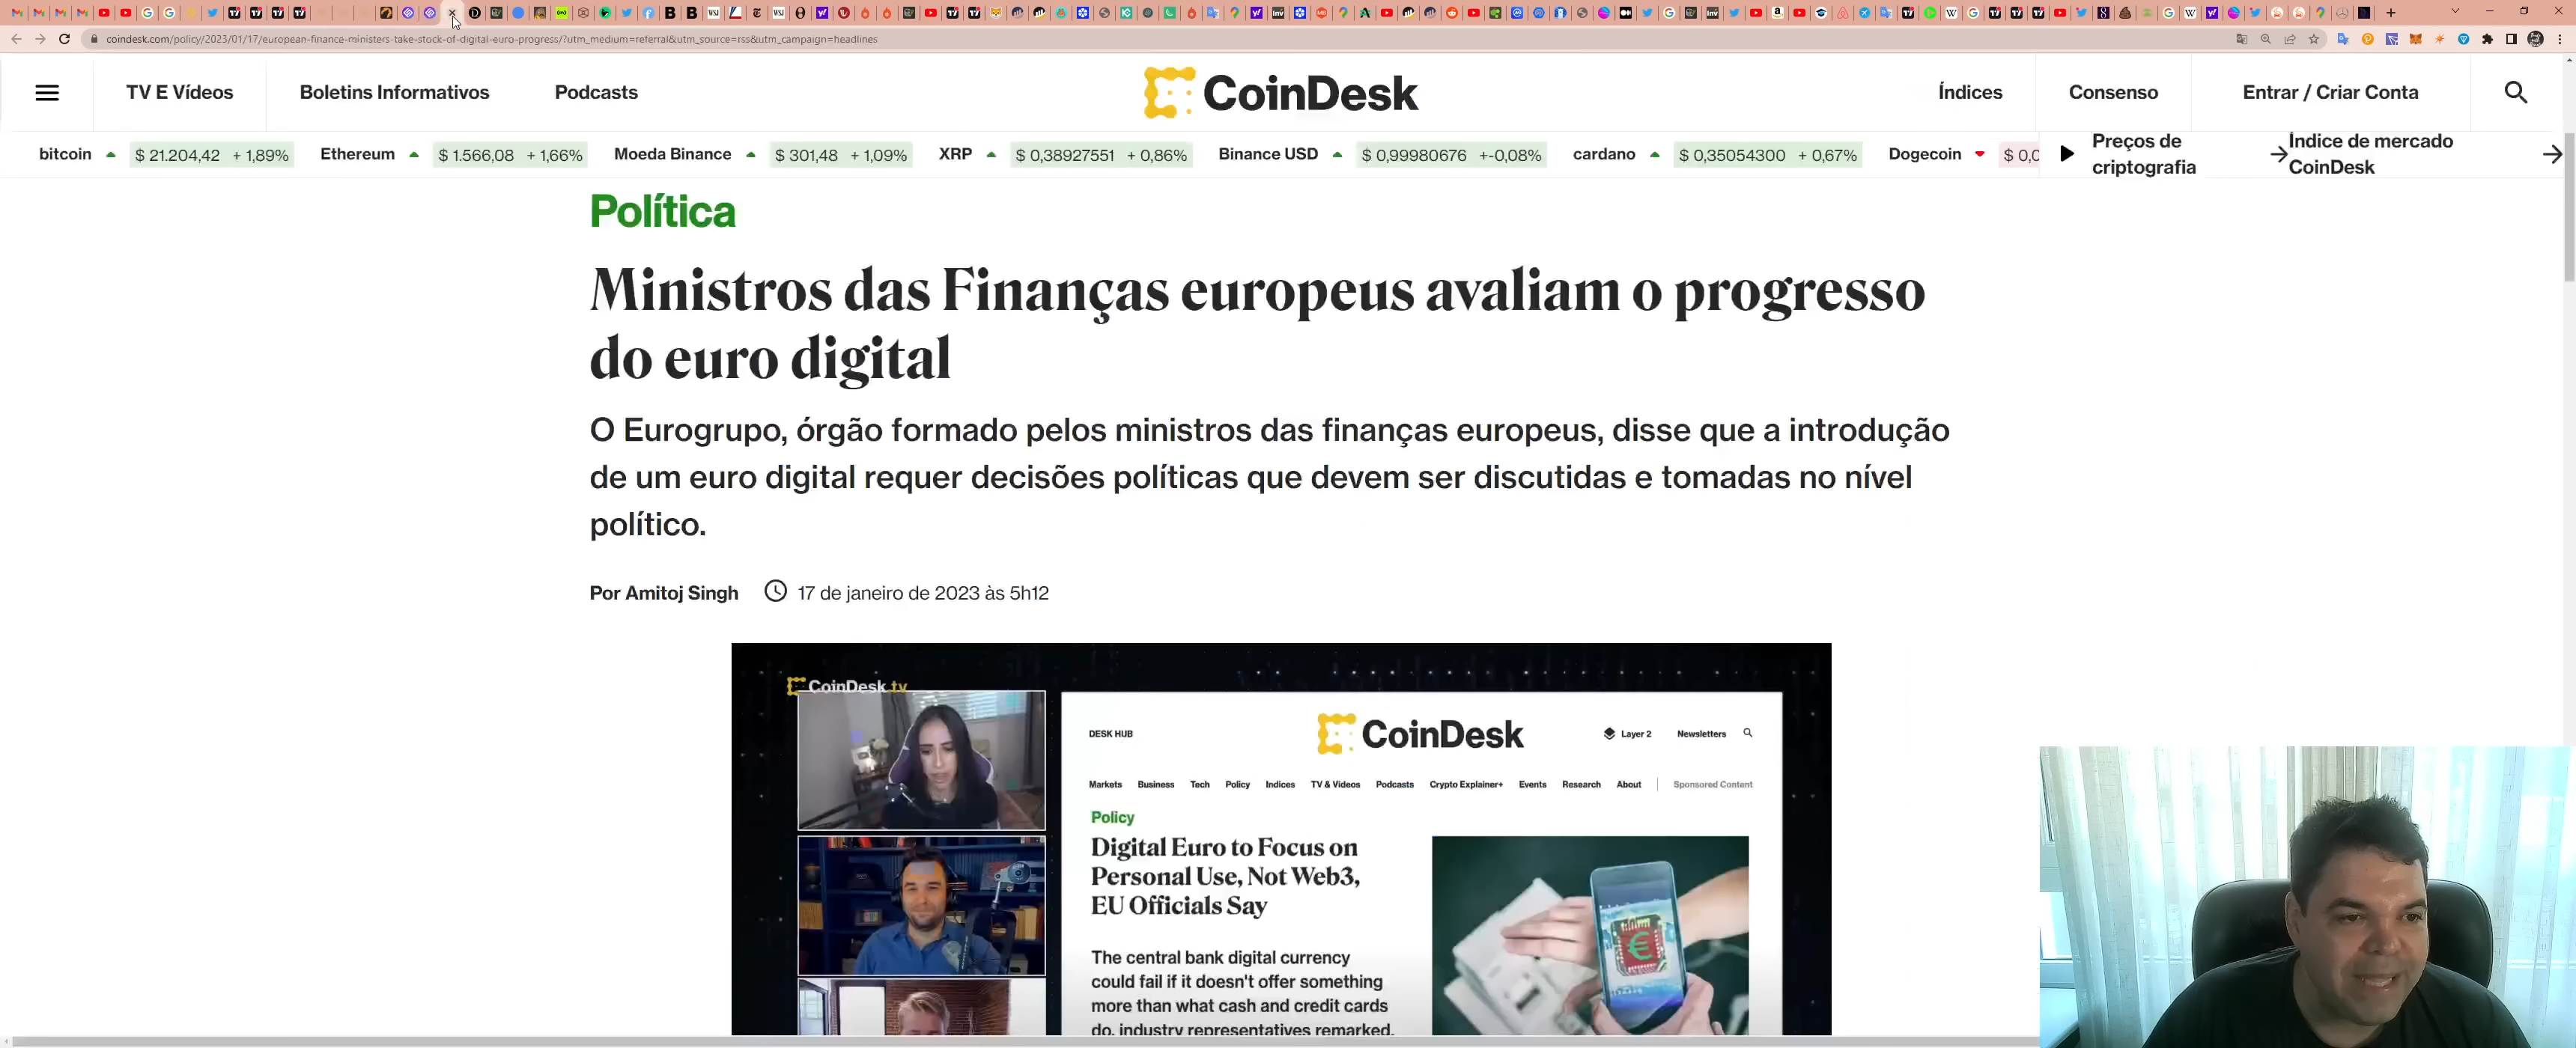 coindesk.com/policy/2023/01/17/european-finance-ministers-take-stock-of-digital-euro-progress/?utm_medium=referral&utm_source=rss&utm_campaign=headlines
TV E Vídeos
Boletins Informativos
Podcasts
CoinDesk
Índices
Consenso
Entrar / Criar Conta
bitcoin $ 21.204,42 + 1,89% Ethereum $ 1.566,08 + 1,66% Moeda Binance $ 301,48 + 1,09% XRP $ 0,38927551 + 0,86% Binance USD $ 0,99980676 +-0,08% cardano $ 0,35054300 + 0,67% Dogecoin $ 0,0
Preços de
criptografia
Índice de mercado
CoinDesk
Política
Ministros das Finanças europeus avaliam o progresso
do euro digital
O Eurogrupo, órgão formado pelos ministros das finanças europeus, disse que a introdução
de um euro digital requer decisões políticas que devem ser discutidas e tomadas no nível
político.
Por Amitoj Singh 17 de janeiro de 2023 às 5h12
CoinDesk tv
DESK HUB
CoinDesk
Layer 2
Newsletters
Markets Business Tech Policy Indices TV & Videos Podcasts Crypto Explainer+ Events Research About Sponsored Content
Policy
Digital Euro to Focus on
Personal Use, Not Web3,
EU Officials Say
The central bank digital currency
could fail if it doesn't offer something
more than what cash and credit cards
do, industry representatives remarked.